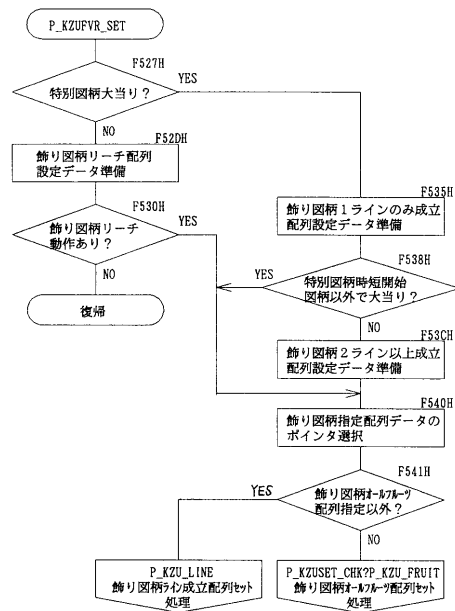 P_KZUFVR_SET
F527H
特別図柄大当り？
YES
NO
F52DH
飾り図柄リーチ配列
設定データ準備
F530H
飾り図柄リーチ
動作あり？
YES
NO
復帰
F535H
飾り図柄１ラインのみ成立
配列設定データ準備
F538H
特別図柄時短開始
図柄以外で大当り？
YES
NO
F53CH
飾り図柄２ライン以上成立
配列設定データ準備
F540H
飾り図柄指定配列データの
ポインタ選択
F541H
飾り図柄ｵｰﾙﾌﾙｰﾂ
配列指定以外？
YES
NO
P_KZU_LINE
飾り図柄ﾗｲﾝ成立配列セット
処理
P_KZUSET_CHK?P_KZU_FRUIT
飾り図柄ｵｰﾙﾌﾙｰﾂ配列ｾｯﾄ
処理